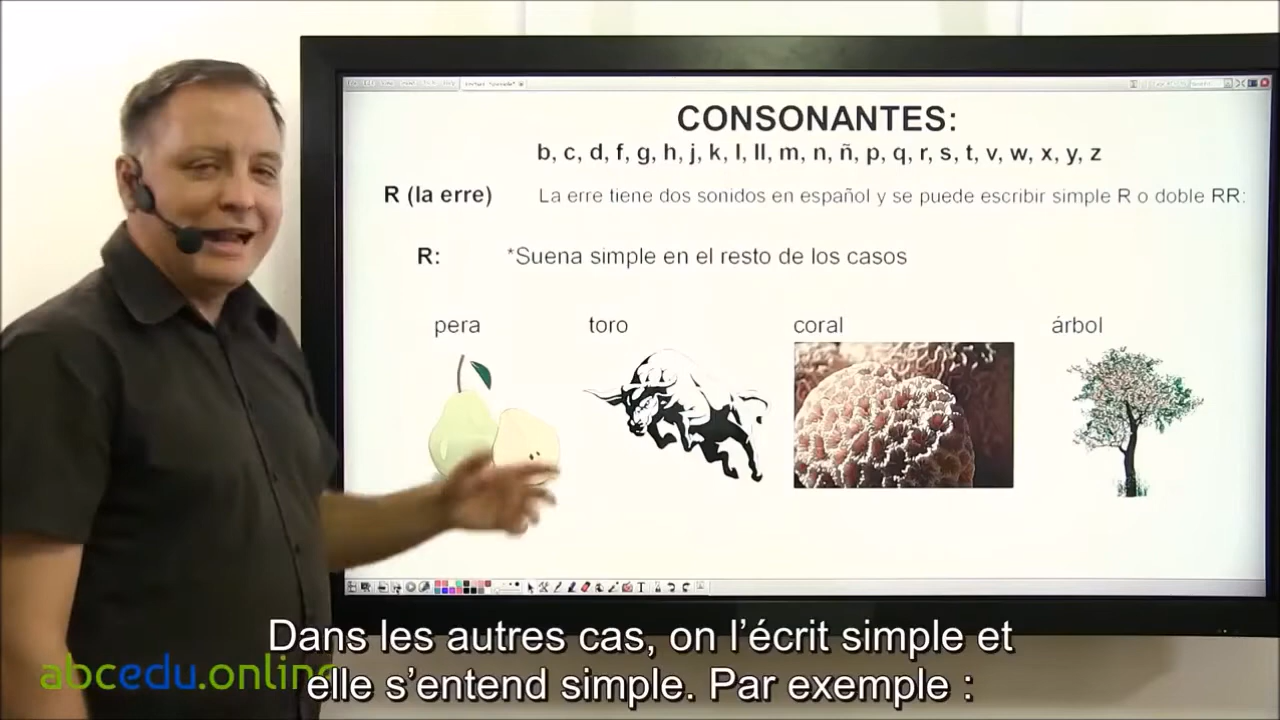 CONSONANTES:
b, c, d, f, g, h, j, k, l, ll, m, n, ñ, p, q, r, s, t, v, w, x, y, z
R (la erre) La erre tiene dos sonidos en español y se puede escribir simple R o doble RR:
R: *Suena simple en el resto de los casos
pera toro coral árbol
Dans les autres cas, on l’écrit simple et
abcedu.online
elle s’entend simple. Par exemple :